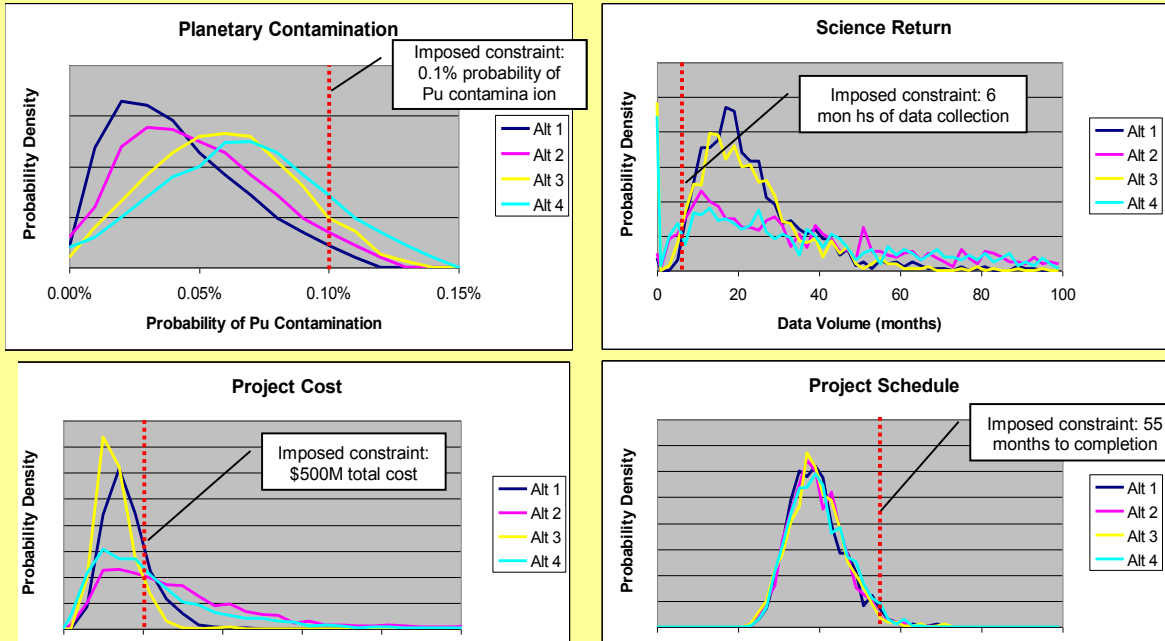 Planetary Contamination
Imposed constraint:
0.1% probability of
Pu contamina ion
Probability Density
Alt 1
Alt 2
Alt 3
Alt 4
0.00%
0.05%
0.10%
0.15%
Probability of Pu Contamination
Science Return
Imposed constraint: 6
mon hs of data collection
Probability Density
Alt 1
Alt 2
Alt 3
Alt 4
0
20
40
60
80
100
Data Volume (months)
Project Cost
Imposed constraint:
$500M total cost
Probability Density
Alt 1
Alt 2
Alt 3
Alt 4
Project Schedule
Imposed constraint: 55
months to completion
Probability Density
Alt 1
Alt 2
Alt 3
Alt 4